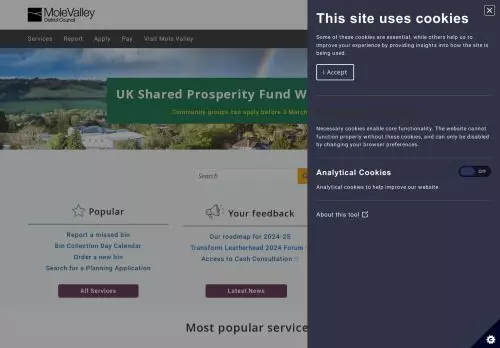 MoleValley
District Council
Services Report Apply Pay Visit Mole Valley
UK Shared Prosperity Fund W
Community groups can apply before 3 March
Search
Popular
Report a missed bin
Bin Collection Day Calendar
Order a new bin
Search for a Planning Application
All Services
Your feedback
Our roadmap for 2024-25
Transform Leatherhead 2024 Forum
Access to Cash Consultation
Latest News
Most popular service
This site uses cookies
Some of these cookies are essential, while others help us to
improve your experience by providing insights into how the site is
being used.
I Accept
Necessary cookies enable core functionality. The website cannot
function properly without these cookies, and can only be disabled
by changing your browser preferences.
Analytical Cookies
Off
Analytical cookies to help improve our website
About this tool